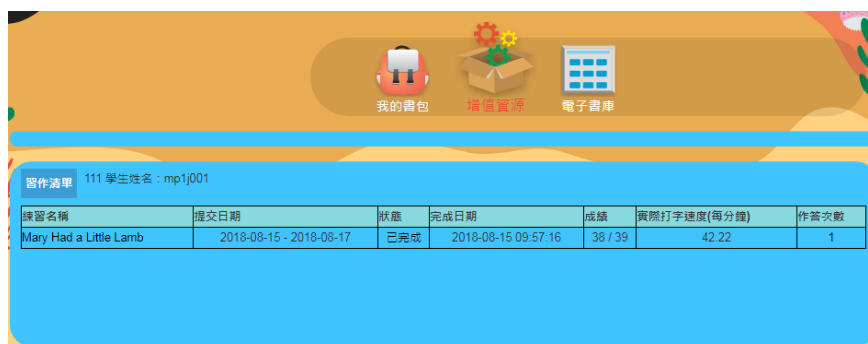 我的書包 增值資源 電子書庫
習作清單 111 學生姓名：mp1j001
練習名稱 提交日期 狀態 完成日期 成績 實際打字速度(每分鐘) 作答次數
Mary Had a Little Lamb 2018-08-15 - 2018-08-17 已完成 2018-08-15 09:57:16 38 / 39 42.22 1